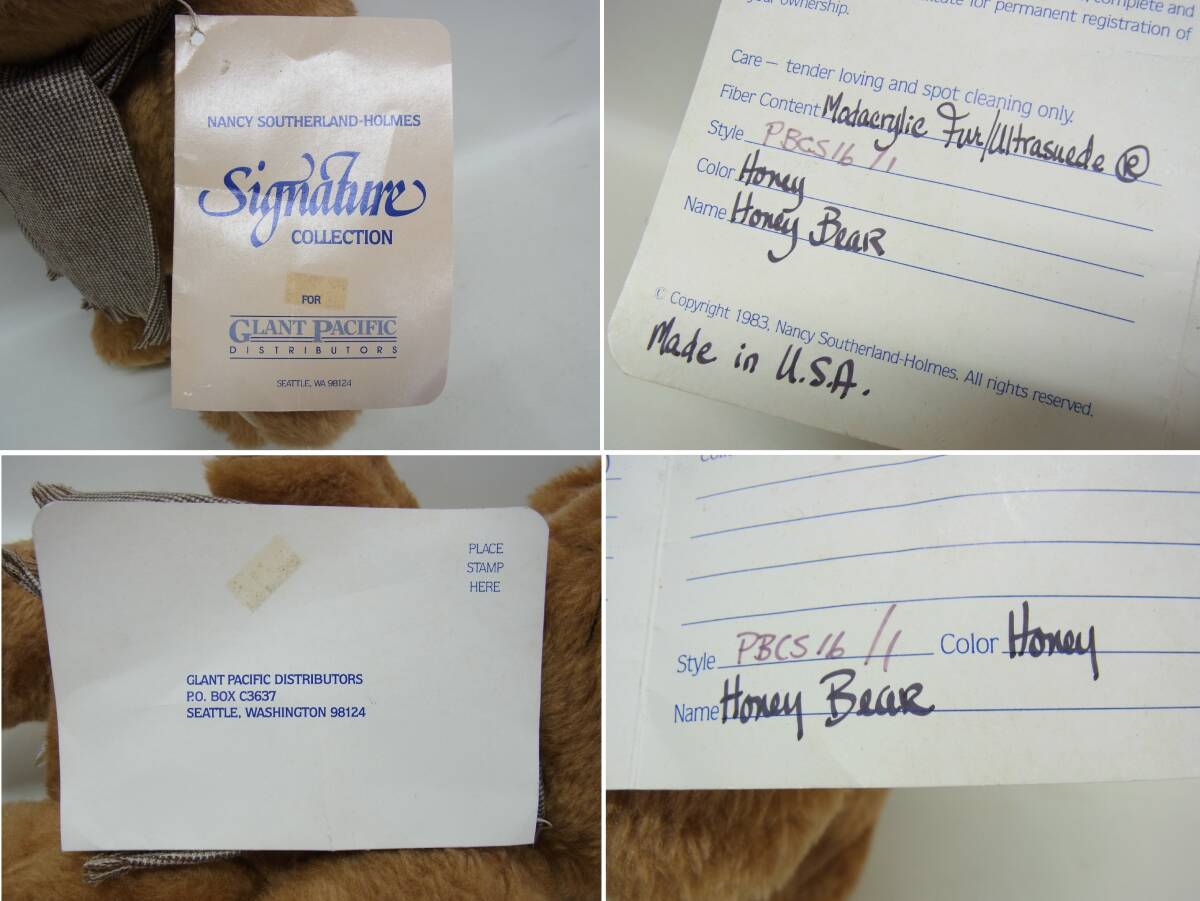 NANCY SOUTHERLAND-HOLMES
Signature
COLLECTION
FOR
GLANT PACIFIC
DISTRIBUTORS
SEATTLE, WA 98124
complete and
for permanent registration of
your ownership.
Care — tender loving and spot cleaning only.
Fiber Content Modacrylic Fur/Ultrasuede ®
Style PBCS16/1
Color Honey
Name Honey Bear
© Copyright 1983, Nancy Southerland-Holmes. All rights reserved.
Made in U.S.A.
PLACE
STAMP
HERE
GLANT PACIFIC DISTRIBUTORS
P.O. BOX C3637
SEATTLE, WASHINGTON 98124
Style PBCS16/1 Color Honey
Name Honey Bear